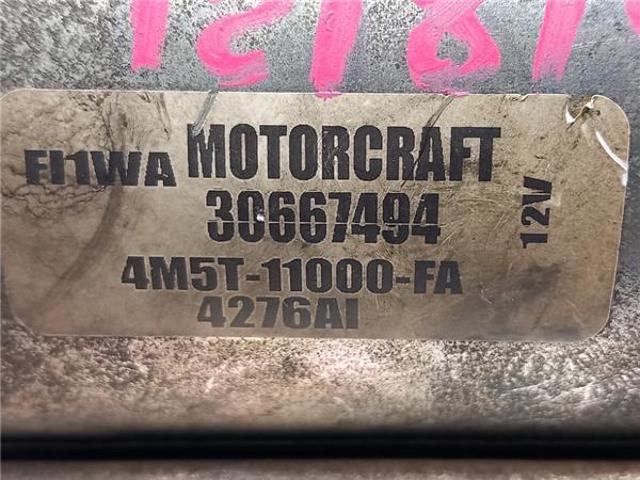 FI1WA MOTORCRAFT
30667494
12V
4M5T-11000-FA
4276AI